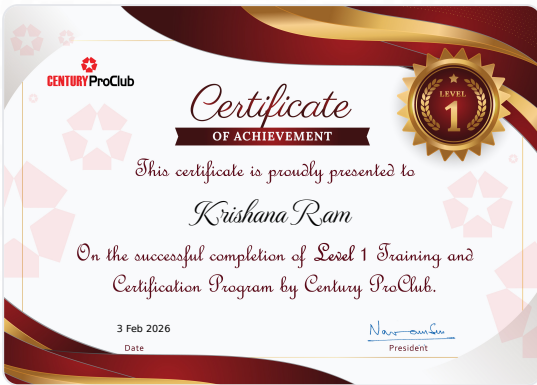 CENTURY ProClub
Certificate
OF ACHIEVEMENT
LEVEL
1
This certificate is proudly presented to
Krishana Ram
On the successful completion of Level 1 Training and
Certification Program by Century ProClub.
3 Feb 2026
Date
President